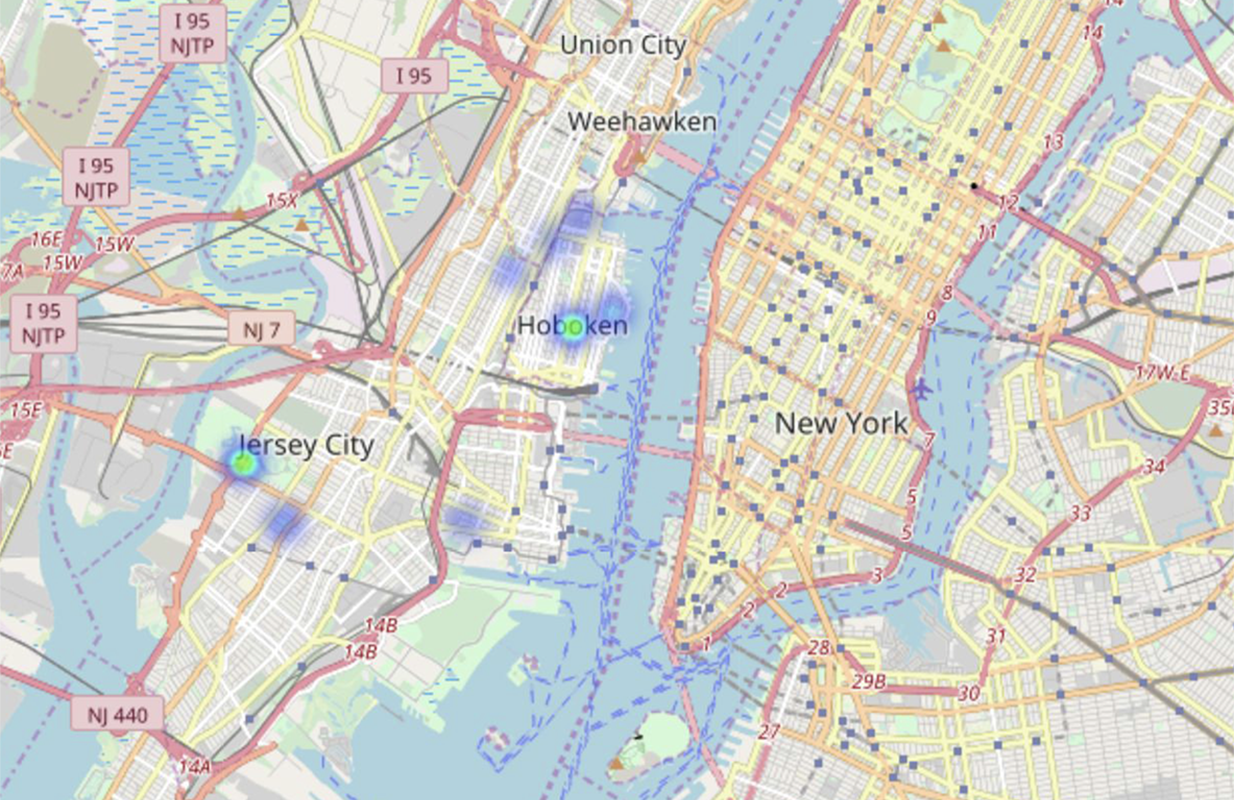 14
I 95
NJTP
14
Union City
I 95
Weehawken
13
I 95
NJTP
15X
12
11
16E
15W
7A
15W
8
9
I 95
NJTP
NJ 7
Hoboken
17W-E
15E
35
New York
Jersey City
7
34
5
33
5
3
32
2
2
14B
31
1
14B
28
29B
30
NJ 440
27
14A